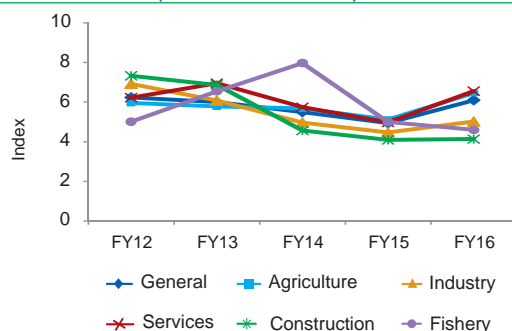 10
8
6
4
2
0
Index
FY12 FY13 FY14 FY15 FY16
General Agriculture Industry
Services Construction Fishery